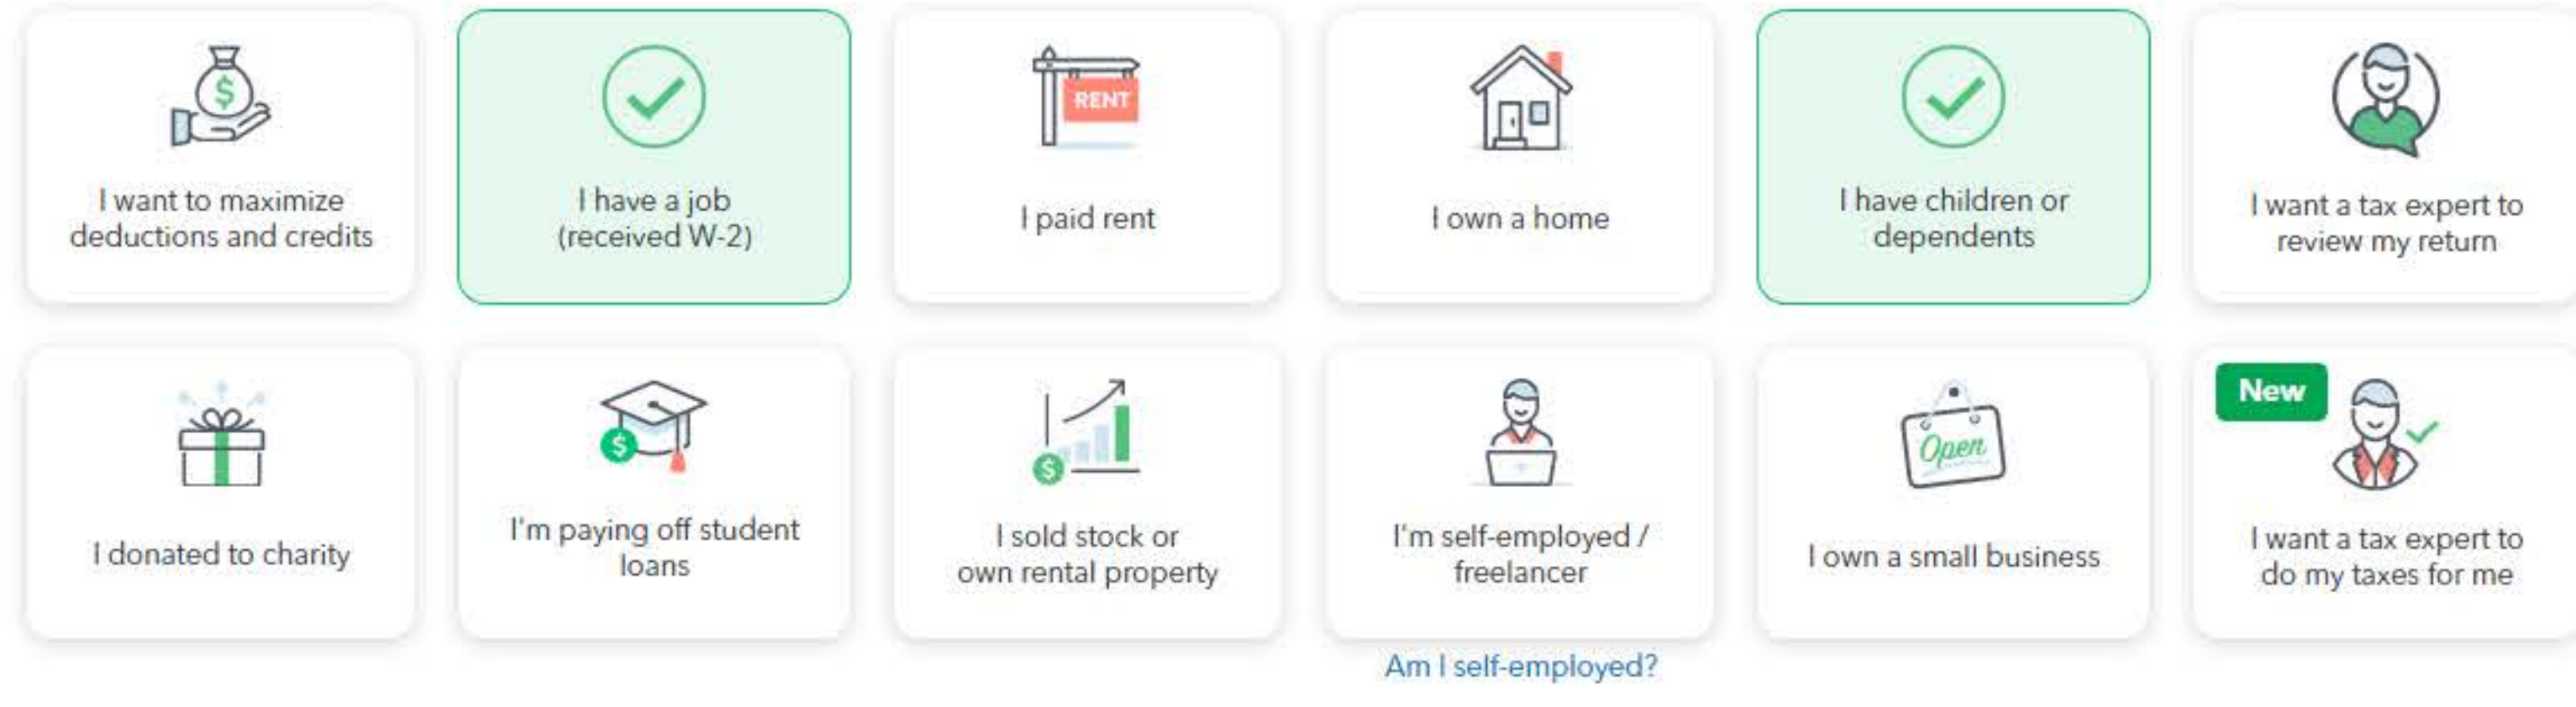 $
RENT
I want to maximize
deductions and credits
I have a job
(received W-2)
I paid rent
I own a home
I have children or
dependents
I want a tax expert to
review my return
$
$
Open
New
I donated to charity
I'm paying off student
loans
I sold stock or
own rental property
I'm self-employed /
freelancer
I own a small business
I want a tax expert to
do my taxes for me
Am I self-employed?